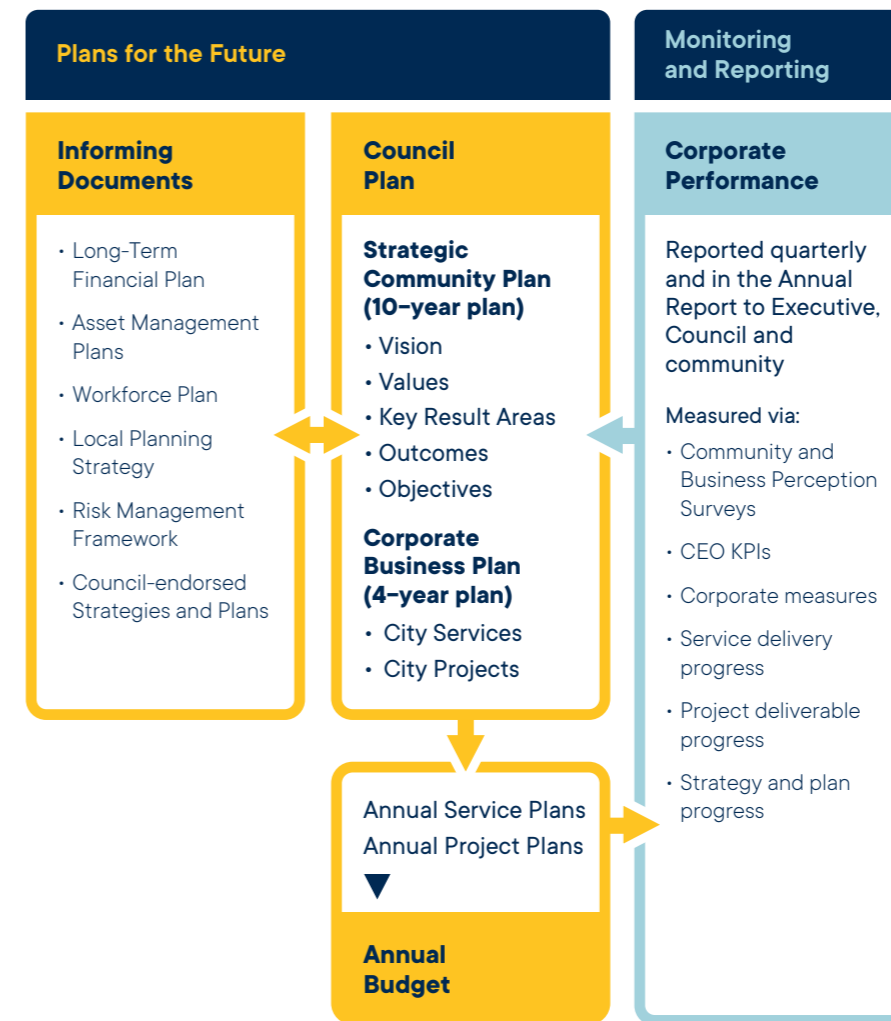 Plans for the Future
Monitoring
and Reporting
Informing
Documents
• Long-Term
Financial Plan
• Asset Management
Plans
• Workforce Plan
• Local Planning
Strategy
• Risk Management
Framework
• Council-endorsed
Strategies and Plans
Council
Plan
Strategic
Community Plan
(10-year plan)
• Vision
• Values
• Key Result Areas
• Outcomes
• Objectives
Corporate
Business Plan
(4-year plan)
• City Services
• City Projects
Annual Service Plans
Annual Project Plans
Annual
Budget
Corporate
Performance
Reported quarterly
and in the Annual
Report to Executive,
Council and
community
Measured via:
• Community and
Business Perception
Surveys
• CEO KPIs
• Corporate measures
• Service delivery
progress
• Project deliverable
progress
• Strategy and plan
progress